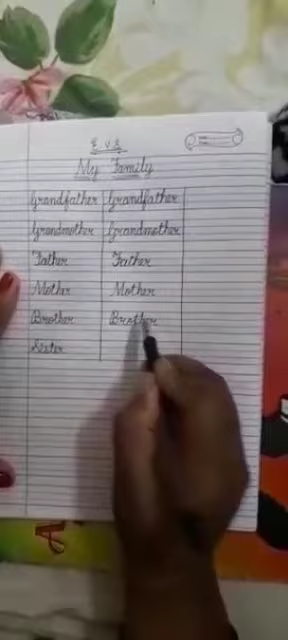 E.V.S.
My Family
Grandfather Grandfather
Grandmother Grandmother
Father Father
Mother Mother
Brother Brother
Sister